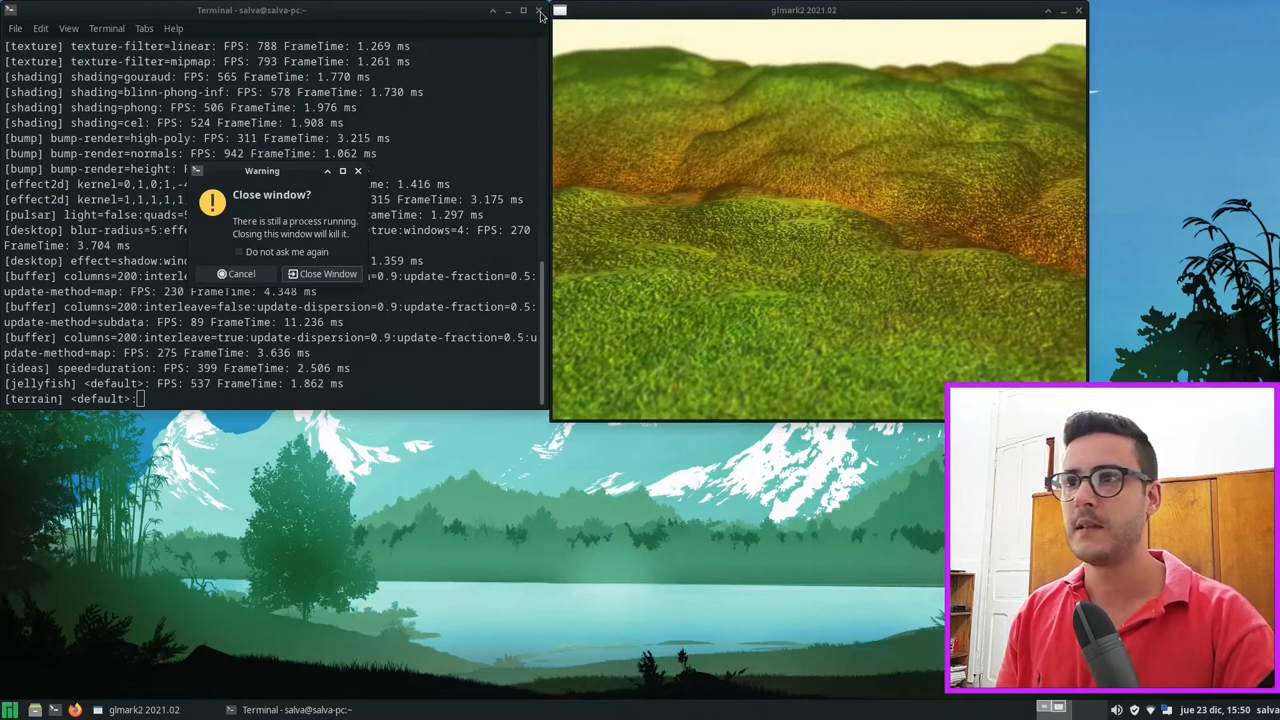 Terminal - salva@salva-pc:~
File Edit View Terminal Tabs Help
[texture] texture-filter=linear: FPS: 788 FrameTime: 1.269 ms
[texture] texture-filter=mipmap: FPS: 793 FrameTime: 1.261 ms
[shading] shading=gouraud: FPS: 565 FrameTime: 1.770 ms
[shading] shading=blinn-phong-inf: FPS: 578 FrameTime: 1.730 ms
[shading] shading=phong: FPS: 506 FrameTime: 1.976 ms
[shading] shading=cel: FPS: 524 FrameTime: 1.908 ms
[bump] bump-render=high-poly: FPS: 311 FrameTime: 3.215 ms
[bump] bump-render=normals: FPS: 942 FrameTime: 1.062 ms
[bump] bump-render=height: F
[effect2d] kernel=0,1,0;1,-4
me: 1.416 ms
[effect2d] kernel=1,1,1,1,
315 FrameTime: 3.175 ms
[pulsar] light=false:quads=5
me: 1.297 ms
[desktop] blur-radius=5:effe
true:windows=4: FPS: 270
FrameTime: 3.704 ms
[desktop] effect=shadow:wind
e: 1.359 ms
[buffer] columns=200:interle
0.9:update-fraction=0.5:
update-method=map: FPS: 230 FrameTime: 4.348 ms
[buffer] columns=200:interleave=false:update-dispersion=0.9:update-fraction=0.5:
update-method=subdata: FPS: 89 FrameTime: 11.236 ms
[buffer] columns=200:interleave=true:update-dispersion=0.9:update-fraction=0.5:u
pdate-method=map: FPS: 275 FrameTime: 3.636 ms
[ideas] speed=duration: FPS: 399 FrameTime: 2.506 ms
[jellyfish] <default>: FPS: 537 FrameTime: 1.862 ms
[terrain] <default>:
Warning
Close window?
There is still a process running.
Closing this window will kill it.
Do not ask me again
Cancel
Close Window
glmark2 2021.02
glmark2 2021.02
Terminal - salva@salva-pc:~
jue 23 dic, 15:50
salva